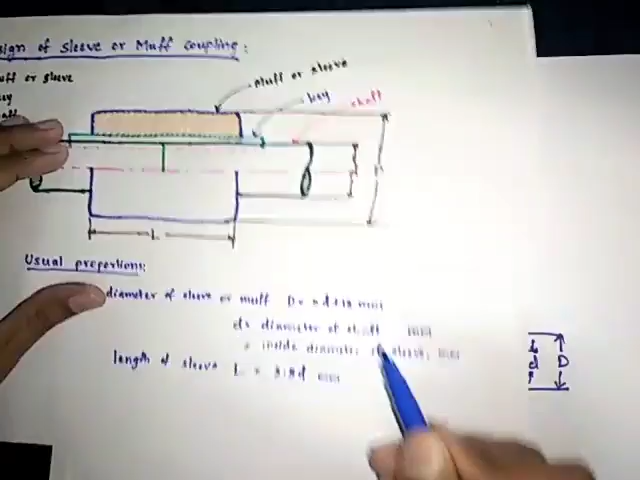 sign of Sleeve or Muff Coupling:
uff or sleeve
key
Muff or sleeve
key
shaft
L
Usual proportions:
diameter of sleeve or muff D = 2d+13 mm
d = diameter of shaft mm
= inside diameter of sleeve, mm
length of sleeve L = 3.5d mm
d
D